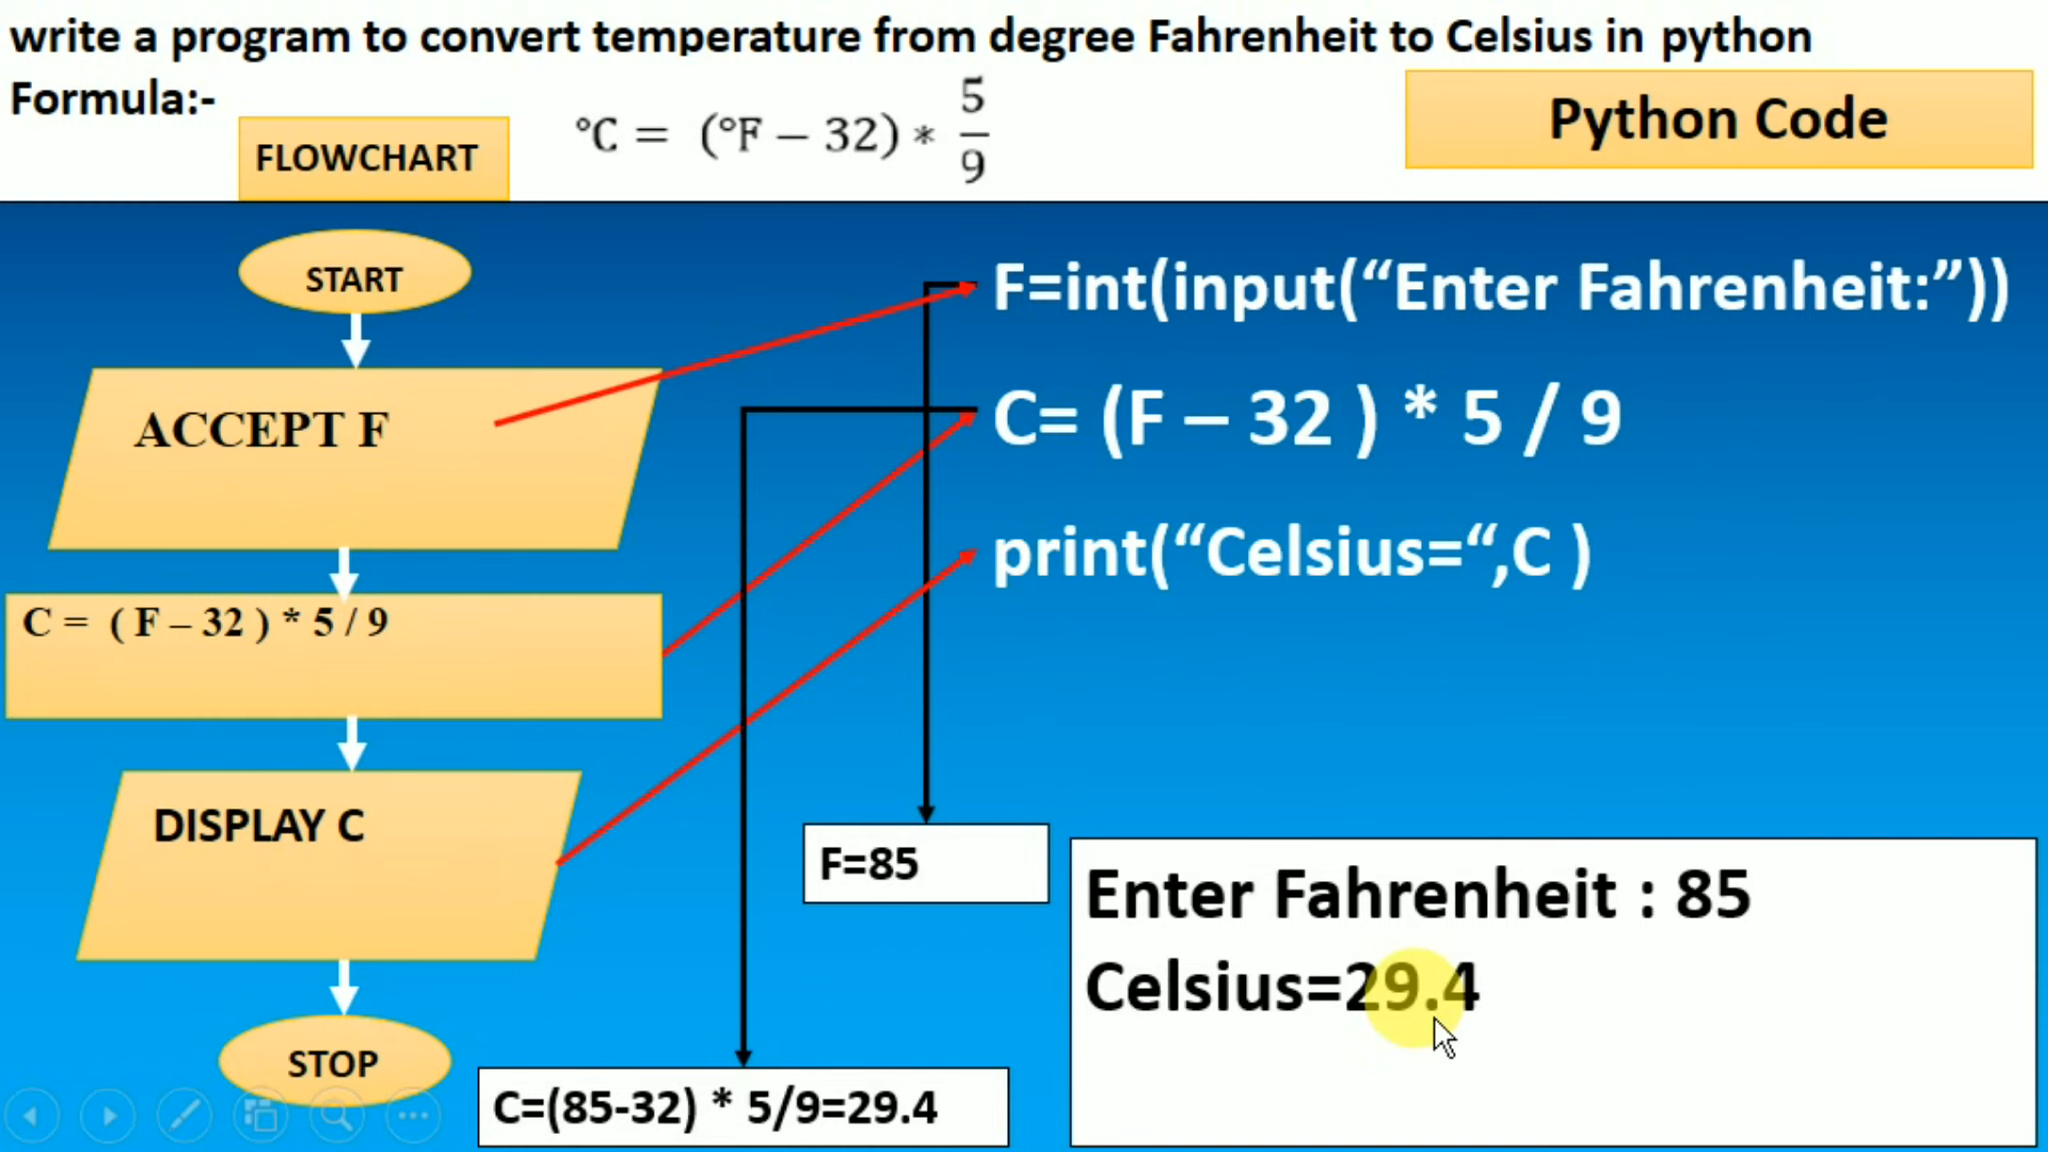 write a program to convert temperature from degree Fahrenheit to Celsius in python
Formula:-
°C = (°F − 32) * 5/9
Python Code
FLOWCHART
START
ACCEPT F
C = ( F – 32 ) * 5 / 9
DISPLAY C
STOP
F=int(input(“Enter Fahrenheit:”))
C= (F – 32 ) * 5 / 9
print(“Celsius=“,C )
F=85
C=(85-32) * 5/9=29.4
Enter Fahrenheit : 85
Celsius=29.4